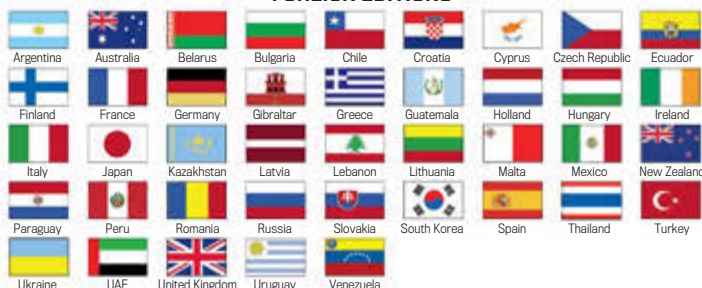 FOREIGN EDITIONS
Argentina Australia Belarus Bulgaria Chile Croatia Cyprus Czech Republic Ecuador
Finland France Germany Gibraltar Greece Guatemala Holland Hungary Ireland
Italy Japan Kazakhstan Latvia Lebanon Lithuania Malta Mexico New Zealand
Paraguay Peru Romania Russia Slovakia South Korea Spain Thailand Turkey
Ukraine UAE United Kingdom Uruguay Venezuela